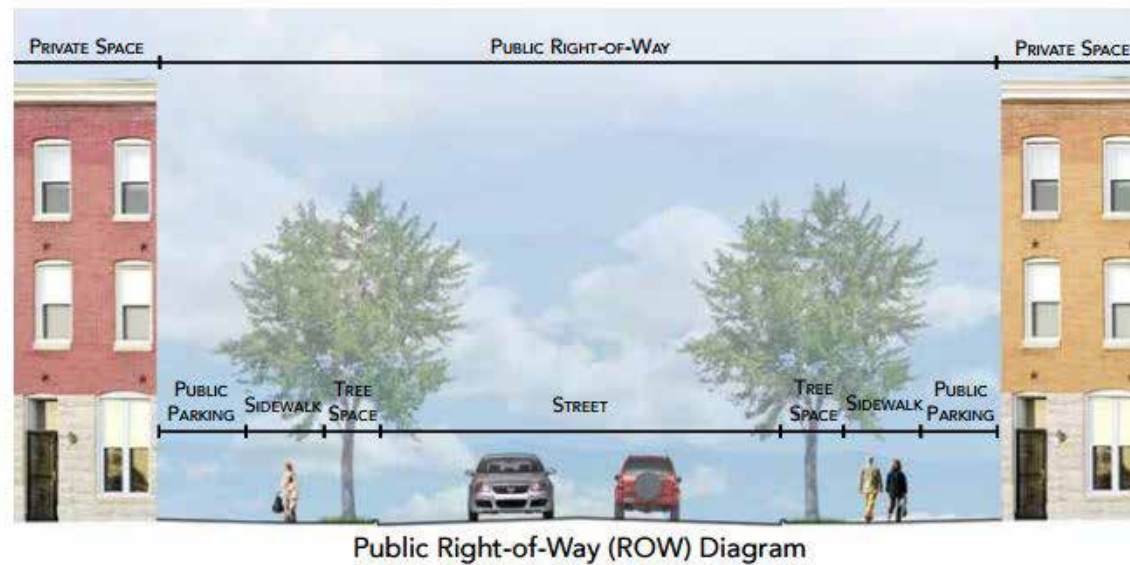 Private Space
Public Right-of-Way
Private Space
Public
Parking
Sidewalk
Tree
Space
Street
Tree
Space
Sidewalk
Public
Parking
Public Right-of-Way (ROW) Diagram